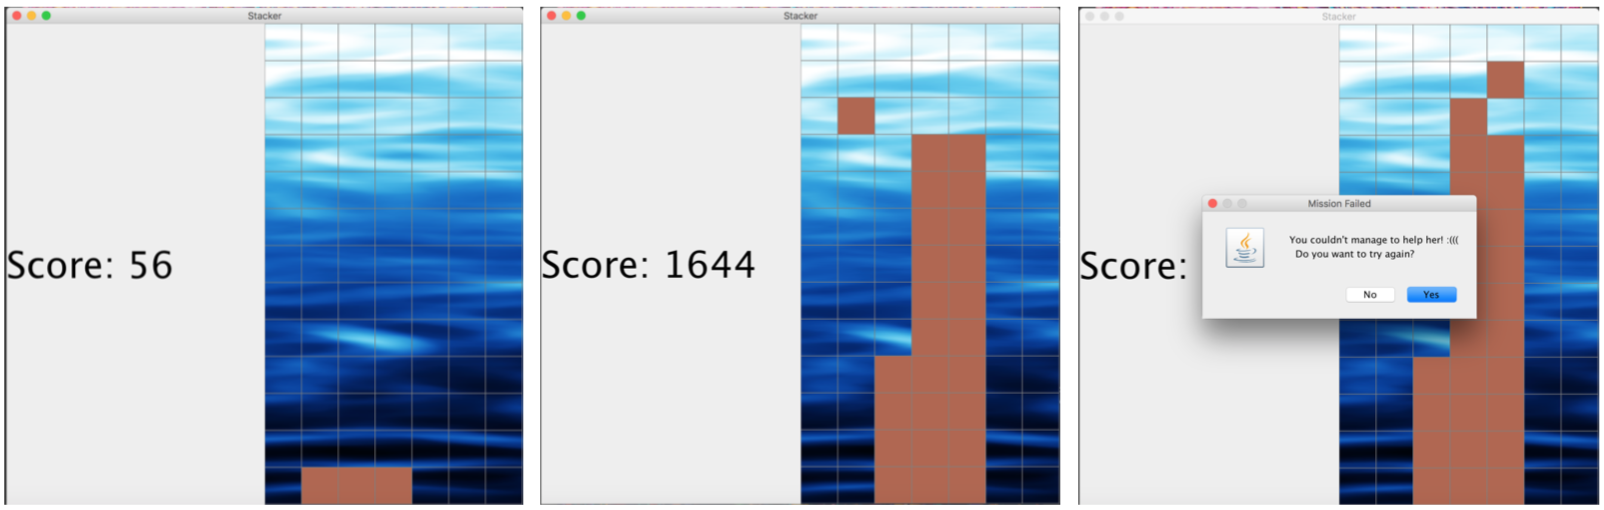 Stacker
Score: 56
Stacker
Score: 1644
Stacker
Score:
Mission Failed
You couldn't manage to help her! :(((
Do you want to try again?
No
Yes